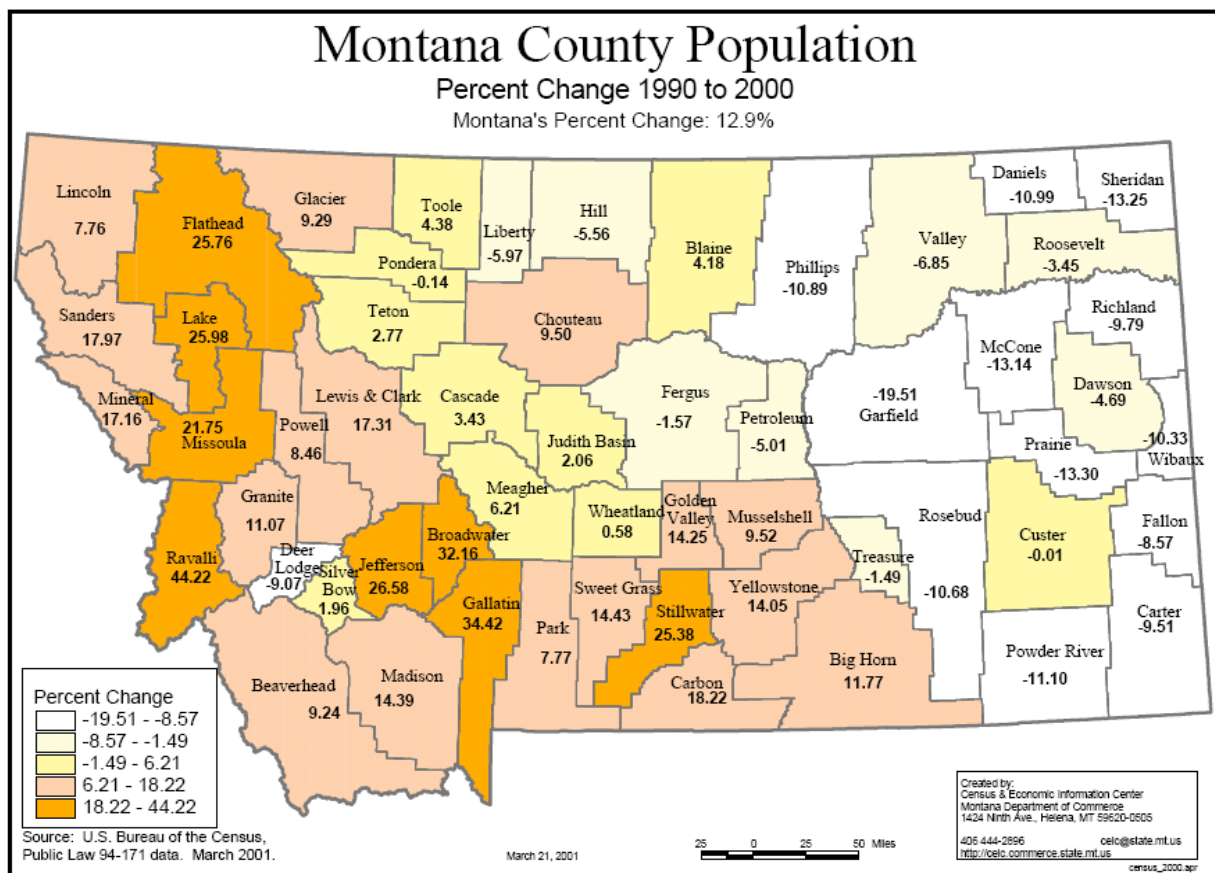 Montana County Population
Percent Change 1990 to 2000
Montana's Percent Change: 12.9%
Lincoln
7.76
Flathead
25.76
Glacier
9.29
Toole
4.38
Liberty
-5.97
Hill
-5.56
Blaine
4.18
Phillips
-10.89
Valley
-6.85
Daniels
-10.99
Sheridan
-13.25
Roosevelt
-3.45
Pondera
-0.14
Teton
2.77
Chouteau
9.50
Richland
-9.79
Sanders
17.97
Lake
25.98
McCone
-13.14
Dawson
-4.69
Mineral
17.16
21.75
Missoula
Powell
8.46
Lewis & Clark
17.31
Cascade
3.43
Judith Basin
2.06
Fergus
-1.57
Petroleum
-5.01
-19.51
Garfield
Prairie
-13.30
-10.33
Wibaux
Granite
11.07
Meagher
6.21
Wheatland
0.58
Golden
Valley
14.25
Musselshell
9.52
Rosebud
-10.68
Custer
-0.01
Fallon
-8.57
Ravalli
44.22
Deer
Lodge
-9.07
Silver
Bow
1.96
Jefferson
26.58
Broadwater
32.16
Gallatin
34.42
Treasure
-1.49
Park
7.77
Sweet Grass
14.43
Stillwater
25.38
Yellowstone
14.05
Carter
-9.51
Beaverhead
9.24
Madison
14.39
Carbon
18.22
Big Horn
11.77
Powder River
-11.10
Percent Change
-19.51 - -8.57
-8.57 - -1.49
-1.49 - 6.21
6.21 - 18.22
18.22 - 44.22
Source: U.S. Bureau of the Census,
Public Law 94-171 data. March 2001.
March 21, 2001
25 0 25 50 Miles
Created by:
Census & Economic Information Center
Montana Department of Commerce
1424 Ninth Ave., Helena, MT 59620-0505
406 444-2896 ceic@state.mt.us
http://ceic.commerce.state.mt.us
census_2000.apr